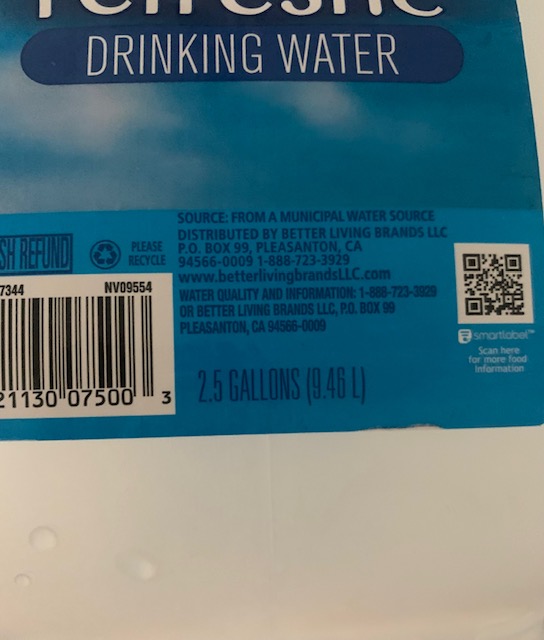 DRINKING WATER
SOURCE: FROM A MUNICIPAL WATER SOURCE
DISTRIBUTED BY BETTER LIVING BRANDS LLC
P.O. BOX 99, PLEASANTON, CA
94566-0009 1-888-723-3929
www.betterlivingbrandsLLC.com
WATER QUALITY AND INFORMATION: 1-888-723-3929
OR BETTER LIVING BRANDS LLC, P.O. BOX 99
PLEASANTON, CA 94566-0009
2.5 GALLONS (9.46 L)
SH REFUND
PLEASE
RECYCLE
7344 NV09554
21130 07500 3
smartlabel™
Scan here
for more food
information